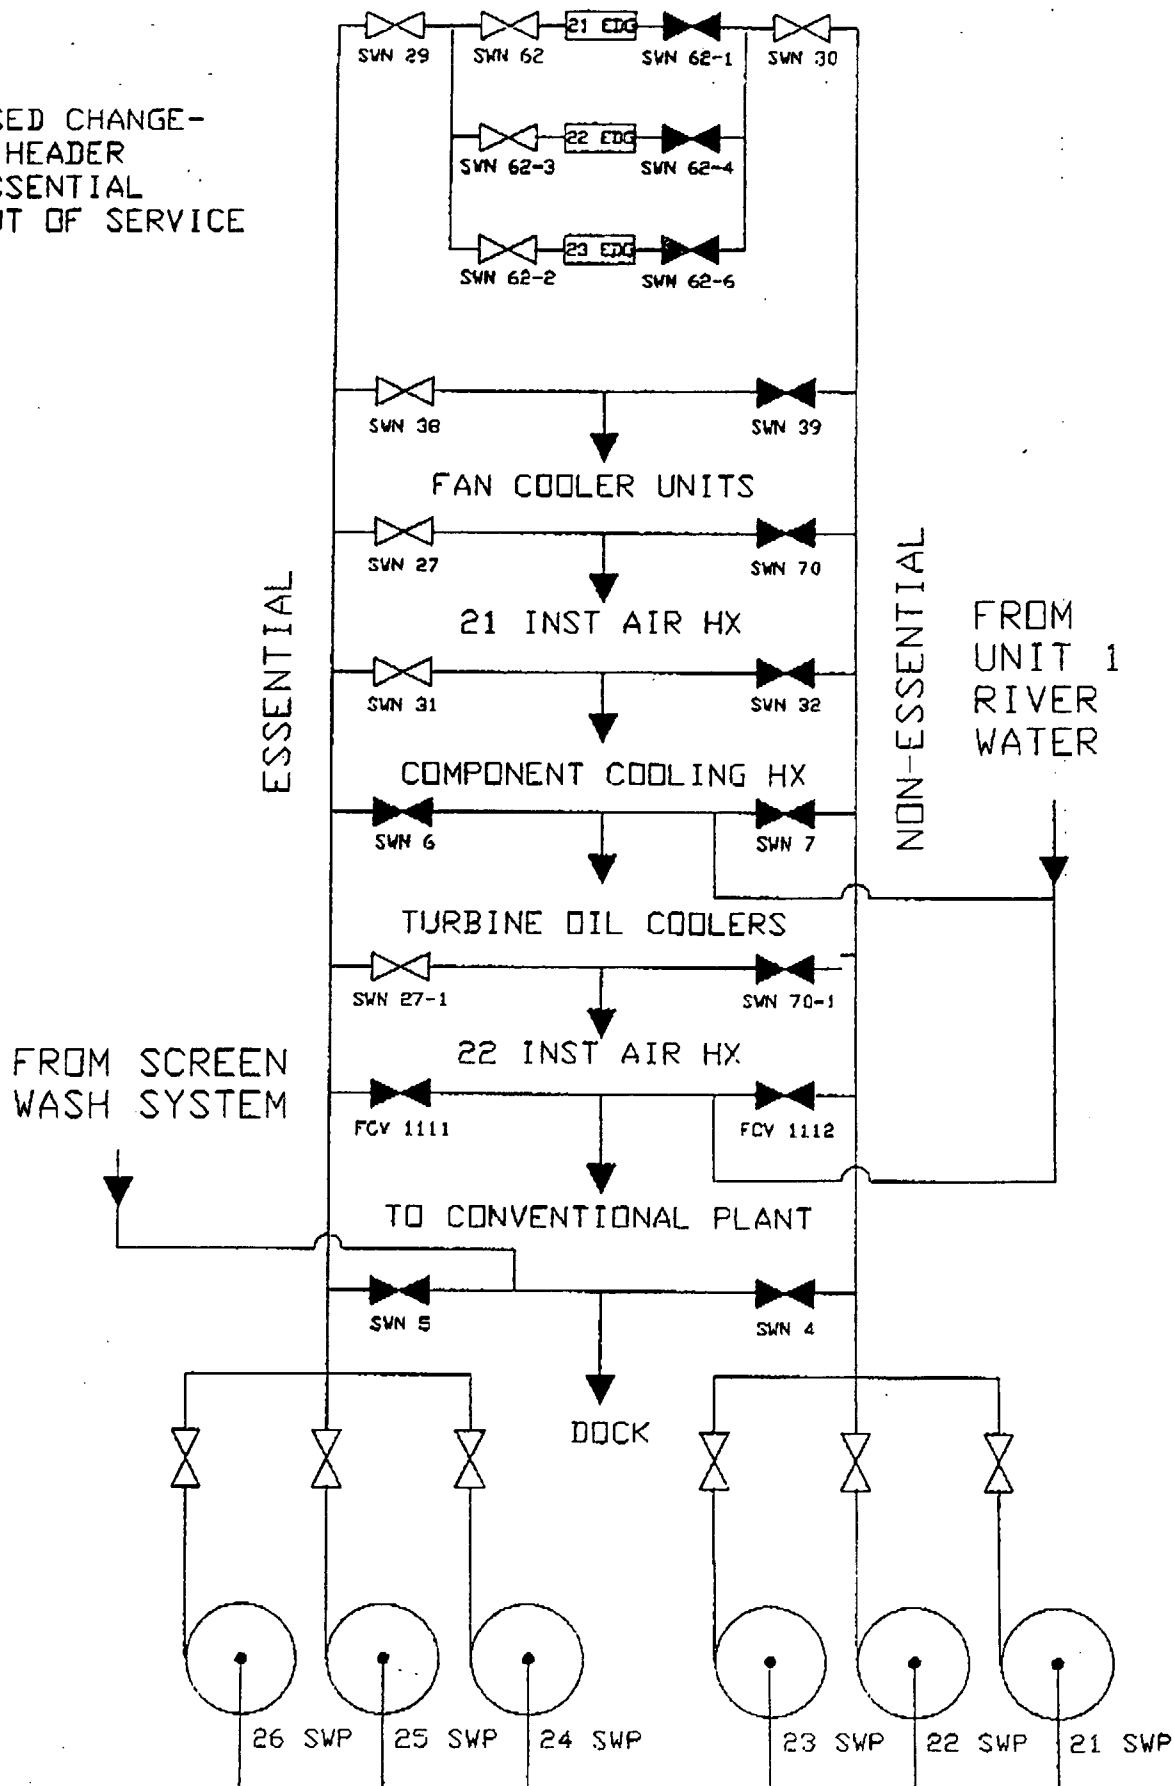 21 EDG
SWN 29 SWN 62 SWN 62-1 SWN 30
SED CHANGE-
HEADER
SSENTIAL
UT OF SERVICE
22 EDG
SWN 62-3 SWN 62-4
23 EDG
SWN 62-2 SWN 62-6
SWN 38 SWN 39
FAN COOLER UNITS
SWN 27 SWN 70
21 INST AIR HX
ESSENTIAL
NON-ESSENTIAL
FROM
UNIT 1
RIVER
WATER
SWN 31 SWN 32
COMPONENT COOLING HX
SWN 6 SWN 7
TURBINE OIL COOLERS
SWN 27-1 SWN 70-1
22 INST AIR HX
FROM SCREEN
WASH SYSTEM
FCV 1111 FCV 1112
TO CONVENTIONAL PLANT
SWN 5 SWN 4
DOCK
26 SWP 25 SWP 24 SWP 23 SWP 22 SWP 21 SWP